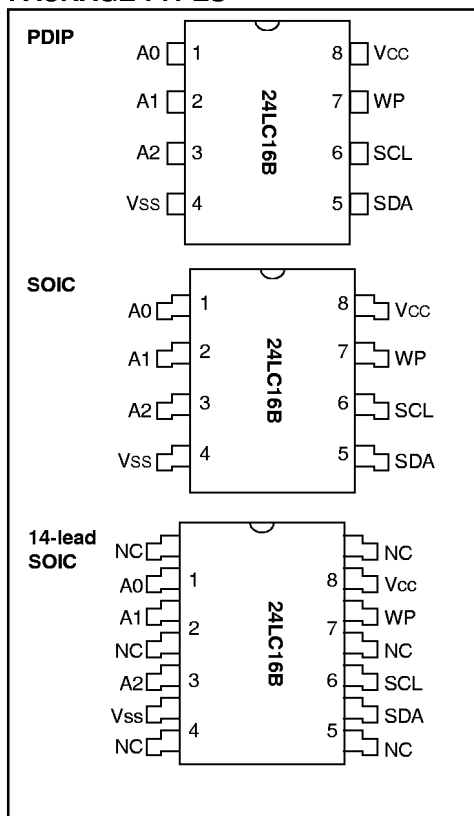 PDIP
A0 1 8 VCC
A1 2 7 WP
A2 3 6 SCL
VSS 4 5 SDA
24LC16B
SOIC
A0 1 8 VCC
A1 2 7 WP
A2 3 6 SCL
VSS 4 5 SDA
24LC16B
14-lead
SOIC
NC NC
A0 1 8 VCC
A1 2 7 WP
NC NC
A2 3 6 SCL
VSS SDA
NC 4 5 NC
24LC16B